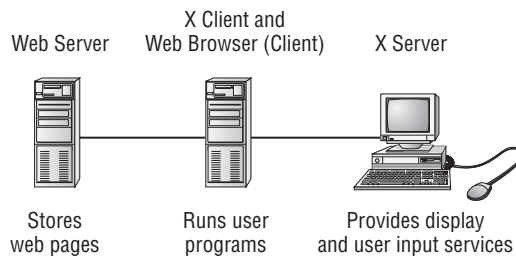 Web Server
X Client and
Web Browser (Client)
X Server
Stores
web pages
Runs user
programs
Provides display
and user input services